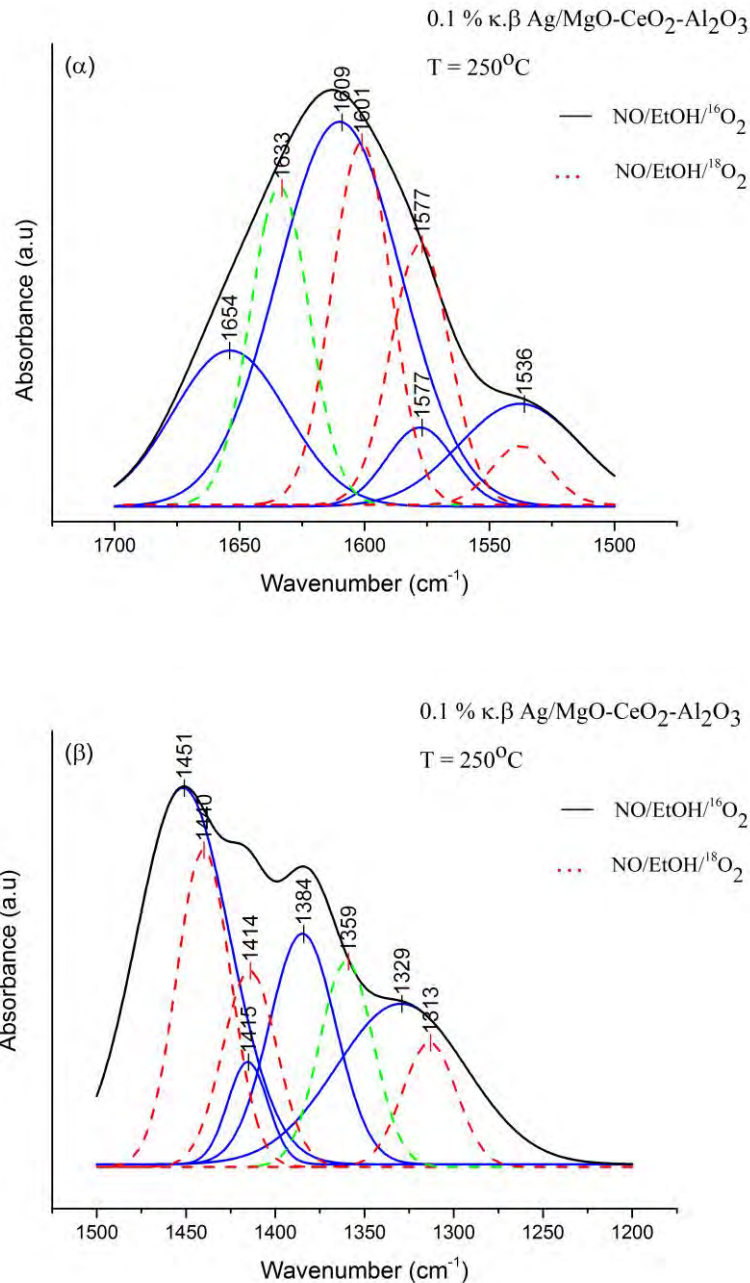 0.1 % κ.β Ag/MgO-CeO₂-Al₂O₃
(α)
T = 250°C
NO/EtOH/¹⁶O₂
NO/EtOH/¹⁸O₂
1609
1601
1633
1577
1654
1577
1536
Absorbance (a.u)
1700 1650 1600 1550 1500
Wavenumber (cm⁻¹)
0.1 % κ.β Ag/MgO-CeO₂-Al₂O₃
(β)
T = 250°C
NO/EtOH/¹⁶O₂
NO/EtOH/¹⁸O₂
1451
1440
1384
1359
1414
1329
1313
1415
Absorbance (a.u)
1500 1450 1400 1350 1300 1250 1200
Wavenumber (cm⁻¹)